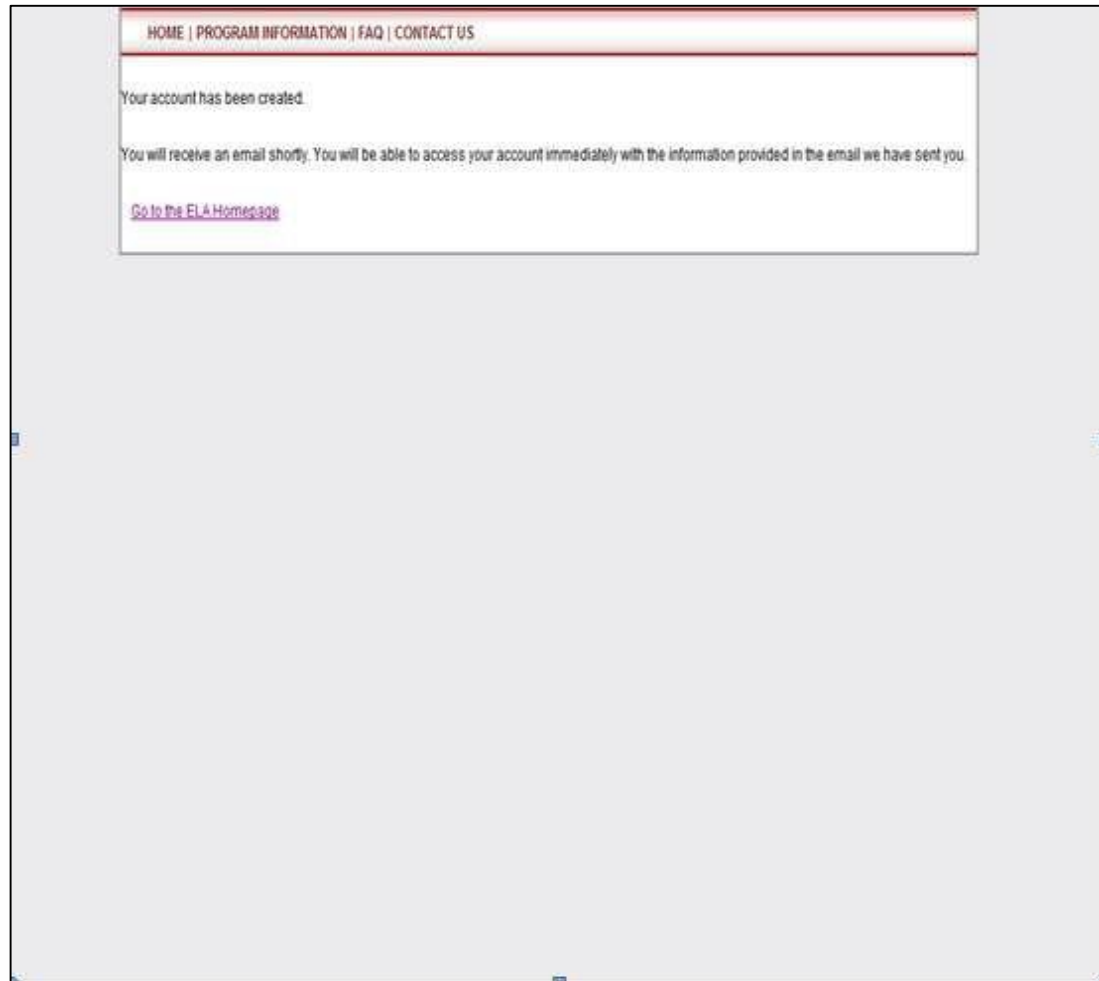 HOME | PROGRAM INFORMATION | FAQ | CONTACT US
Your account has been created.
You will receive an email shortly. You will be able to access your account immediately with the information provided in the email we have sent you.
Go to the ELA Homepage